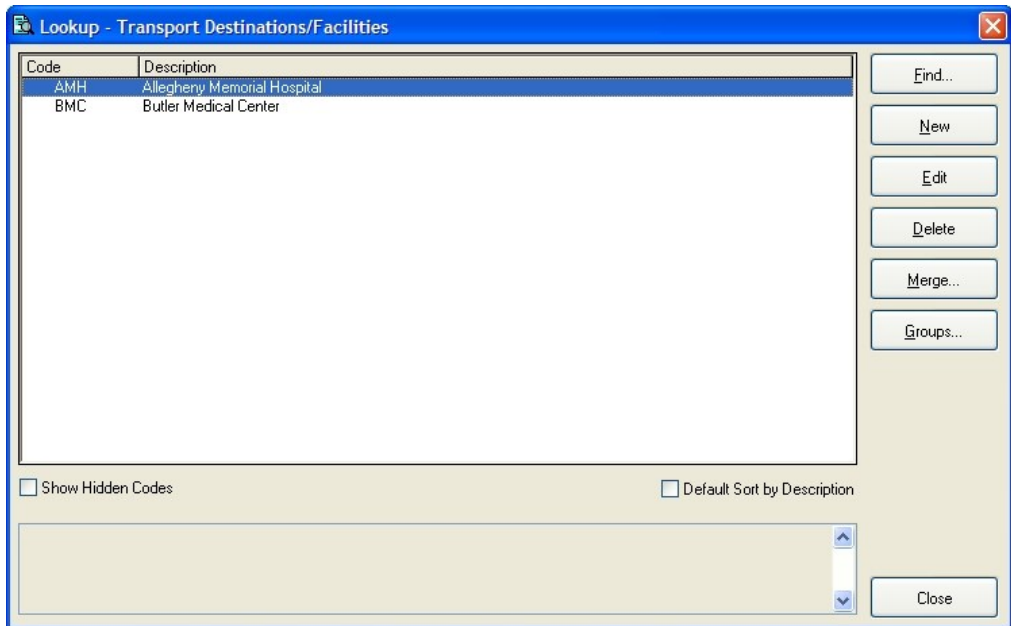 Lookup - Transport Destinations/Facilities
Code Description
AMH Allegheny Memorial Hospital
BMC Butler Medical Center
Find...
New
Edit
Delete
Merge...
Groups...
Show Hidden Codes
Default Sort by Description
Close